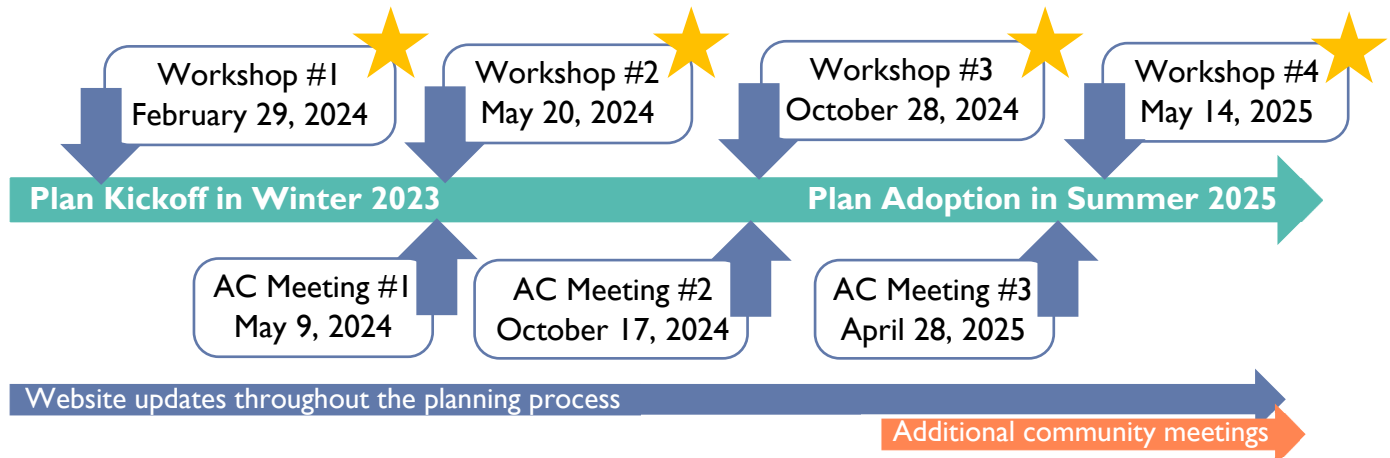 Workshop #1
February 29, 2024
Workshop #2
May 20, 2024
Workshop #3
October 28, 2024
Workshop #4
May 14, 2025
Plan Kickoff in Winter 2023
Plan Adoption in Summer 2025
AC Meeting #1
May 9, 2024
AC Meeting #2
October 17, 2024
AC Meeting #3
April 28, 2025
Website updates throughout the planning process
Additional community meetings